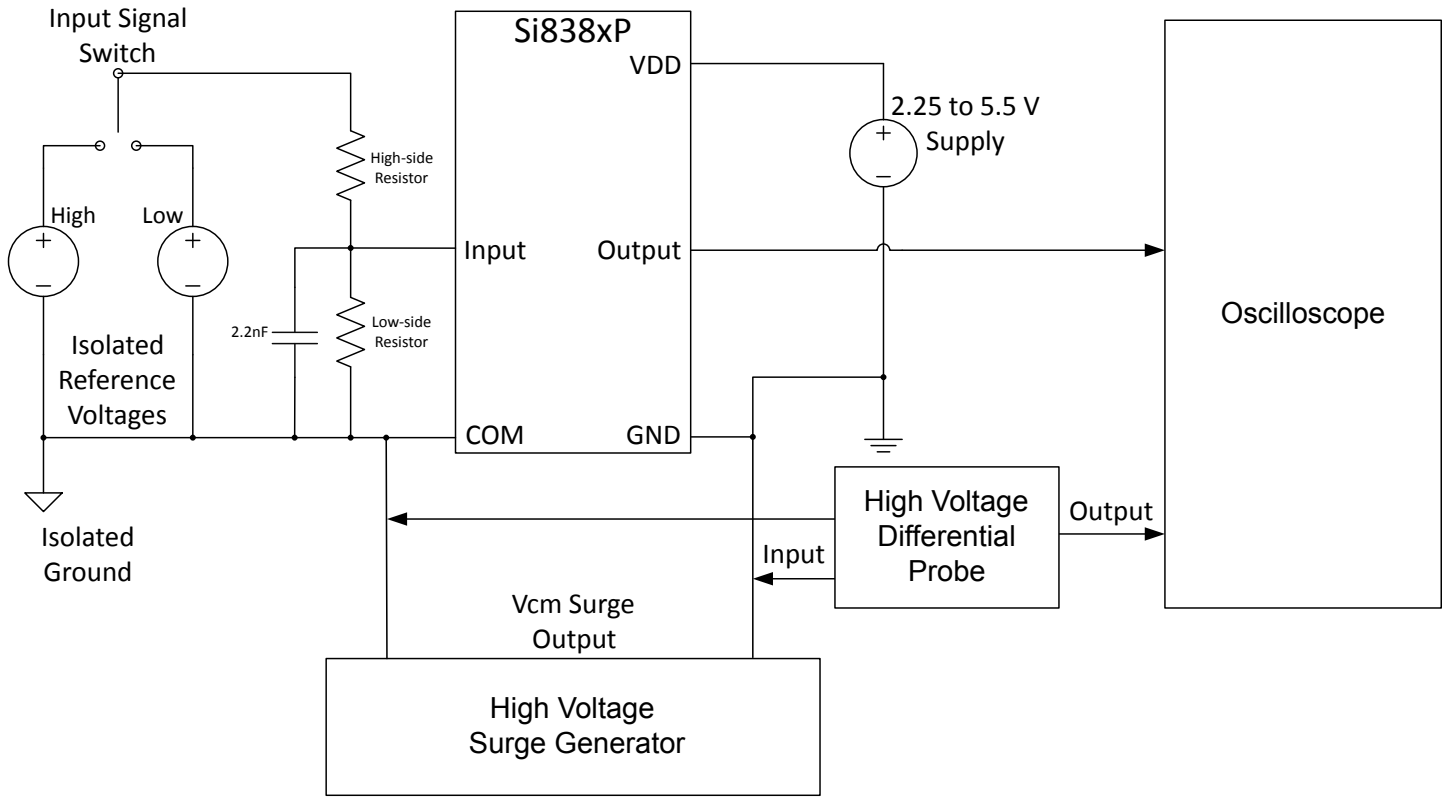 Input Signal
Switch
Si838xP
VDD
2.25 to 5.5 V
Supply
+
−
High-side
Resistor
High
Low
+
−
+
−
Input
Output
Oscilloscope
2.2nF
Low-side
Resistor
Isolated
Reference
Voltages
COM
GND
High Voltage
Differential
Probe
Output
Input
Isolated
Ground
Vcm Surge
Output
High Voltage
Surge Generator